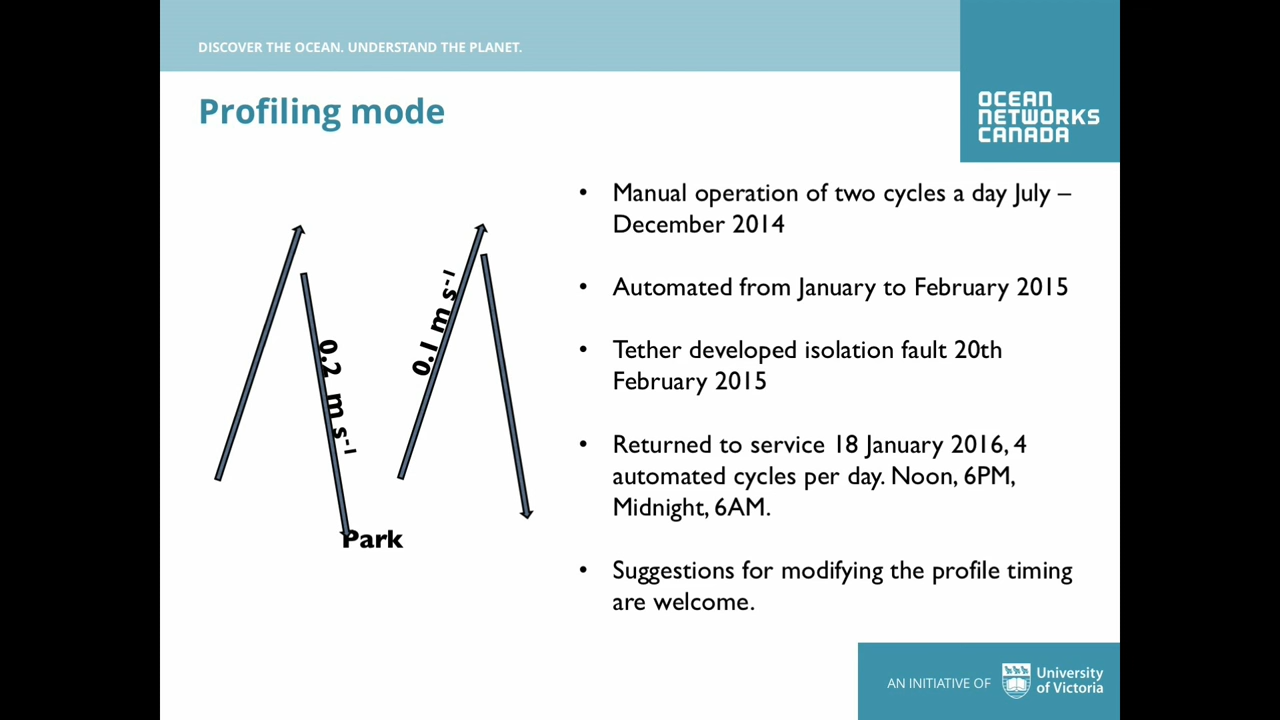 DISCOVER THE OCEAN. UNDERSTAND THE PLANET.
OCEAN
NETWORKS
CANADA
Profiling mode
0.2 m s⁻¹
0.1 m s⁻¹
Park
• Manual operation of two cycles a day July –
December 2014
• Automated from January to February 2015
• Tether developed isolation fault 20th
February 2015
• Returned to service 18 January 2016, 4
automated cycles per day. Noon, 6PM,
Midnight, 6AM.
• Suggestions for modifying the profile timing
are welcome.
AN INITIATIVE OF
University
of Victoria